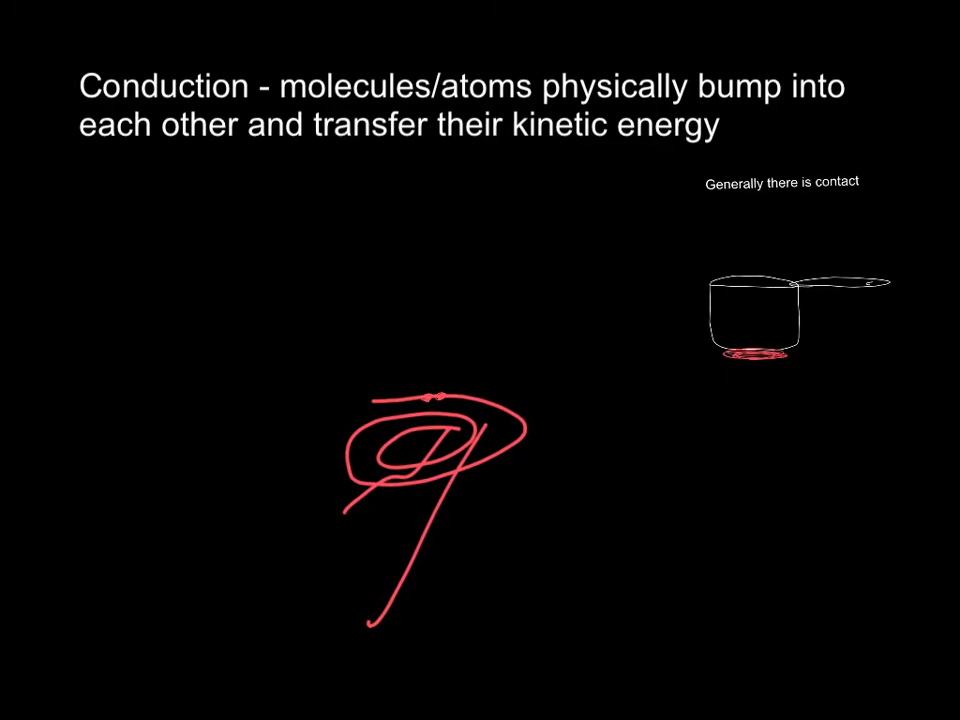 Conduction - molecules/atoms physically bump into
each other and transfer their kinetic energy
Generally there is contact